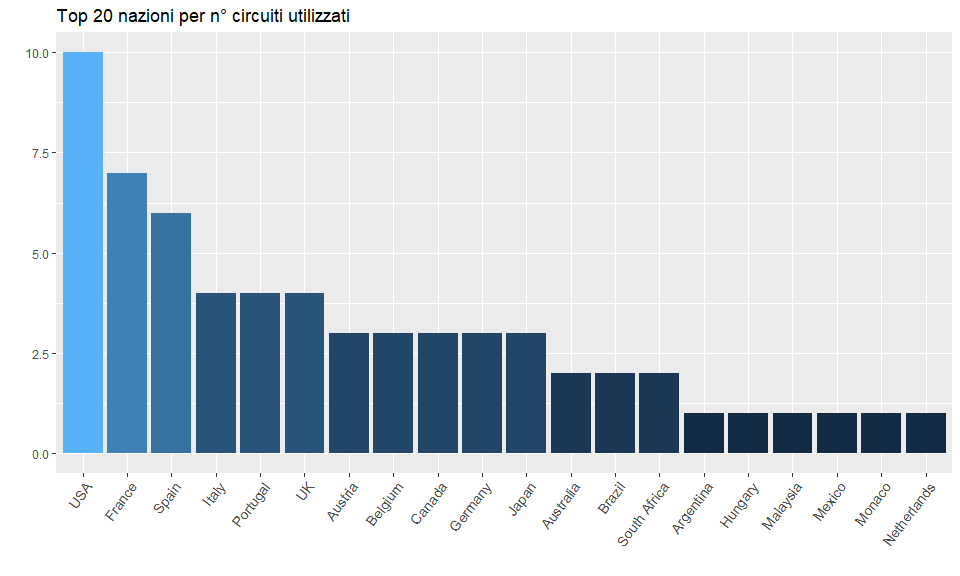 Top 20 nazioni per n° circuiti utilizzati
10.0
7.5
5.0
2.5
0.0
USA
France
Spain
Italy
Portugal
UK
Austria
Belgium
Canada
Germany
Japan
Australia
Brazil
South Africa
Argentina
Hungary
Malaysia
Mexico
Monaco
Netherlands